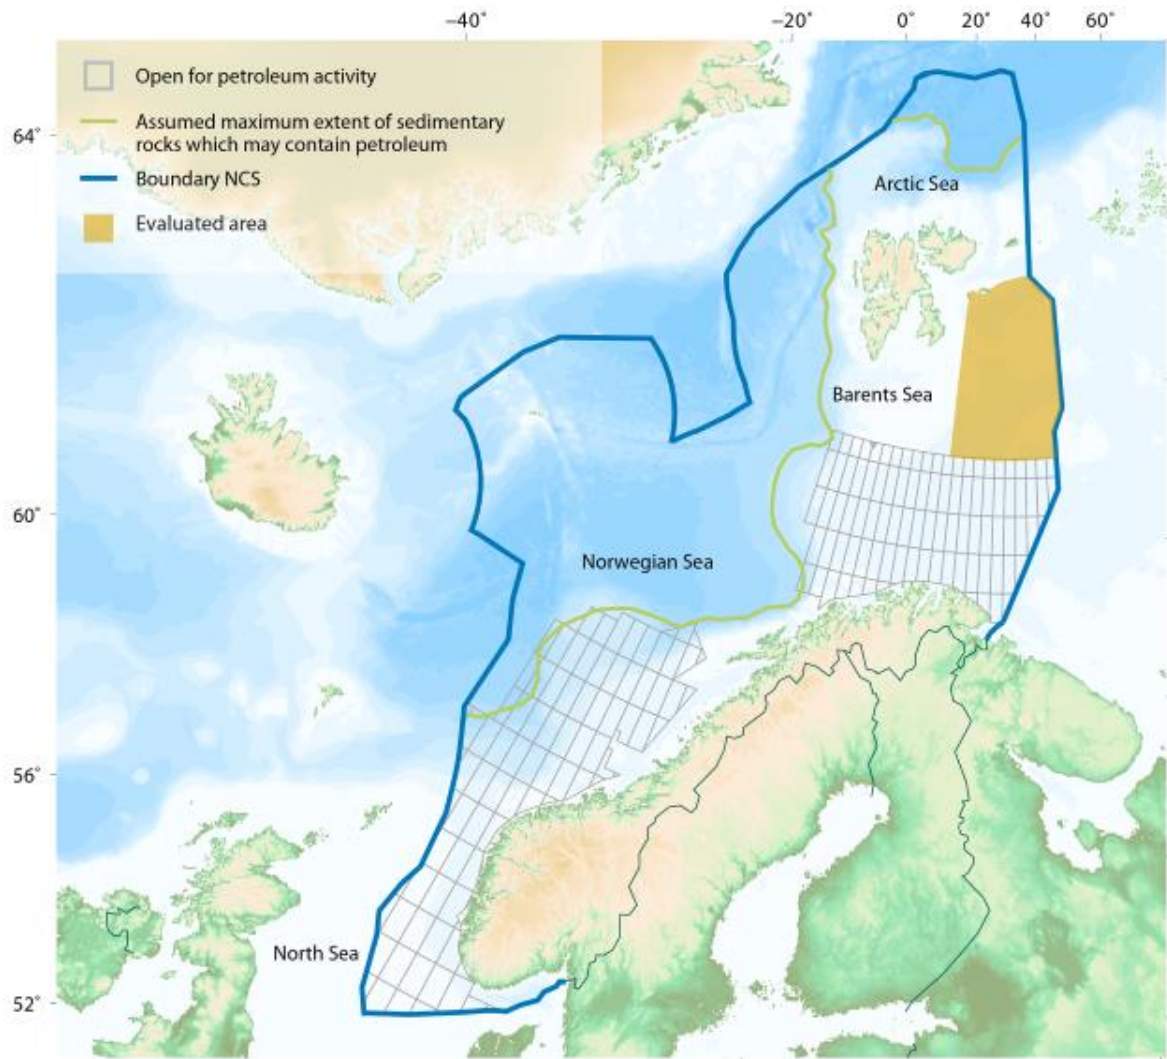 −40˚ −20˚ 0˚ 20˚ 40˚ 60˚
Open for petroleum activity
Assumed maximum extent of sedimentary
rocks which may contain petroleum
Boundary NCS
Evaluated area
64˚
Arctic Sea
Barents Sea
60˚
Norwegian Sea
56˚
North Sea
52˚